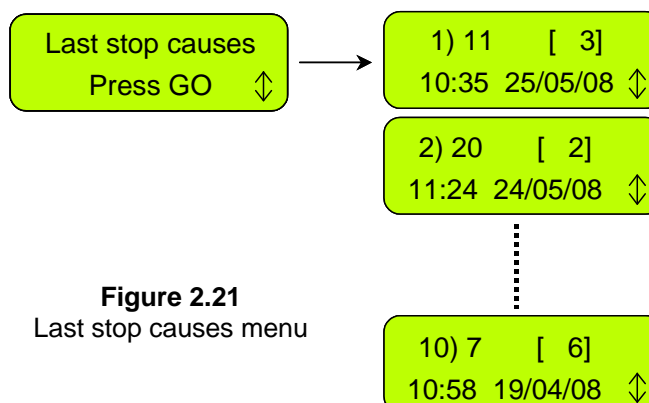 Last stop causes
Press GO
1) 11 [ 3]
10:35 25/05/08
2) 20 [ 2]
11:24 24/05/08
10) 7 [ 6]
10:58 19/04/08
Figure 2.21
Last stop causes menu